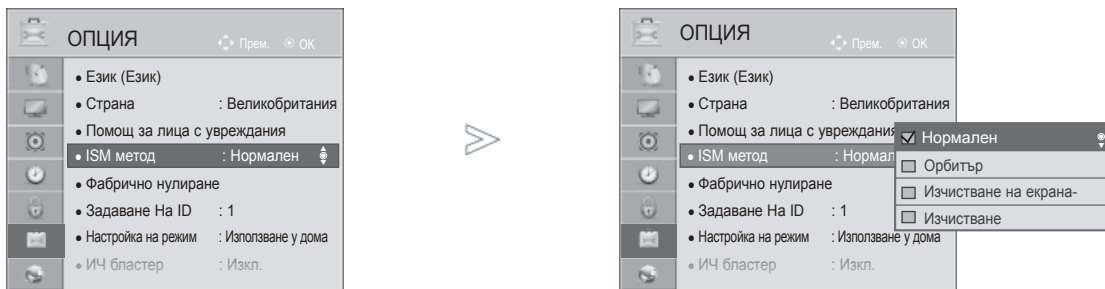 ОПЦИЯ
Прем. OK
• Език (Език)
• Страна : Великобритания
• Помощ за лица с увреждания
• ISM метод : Нормален
• Фабрично нулиране
• Задаване На ID : 1
• Настройка на режим : Използване у дома
• ИЧ бластер : Изкл.
ОПЦИЯ
Прем. OK
• Език (Език)
• Страна : Великобритания
• Помощ за лица с увреждания
• ISM метод : Нормал
• Фабрично нулиране
• Задаване На ID : 1
• Настройка на режим : Използване у дома
• ИЧ бластер : Изкл.
Нормален
Орбитър
Изчистване на екрана-
Изчистване